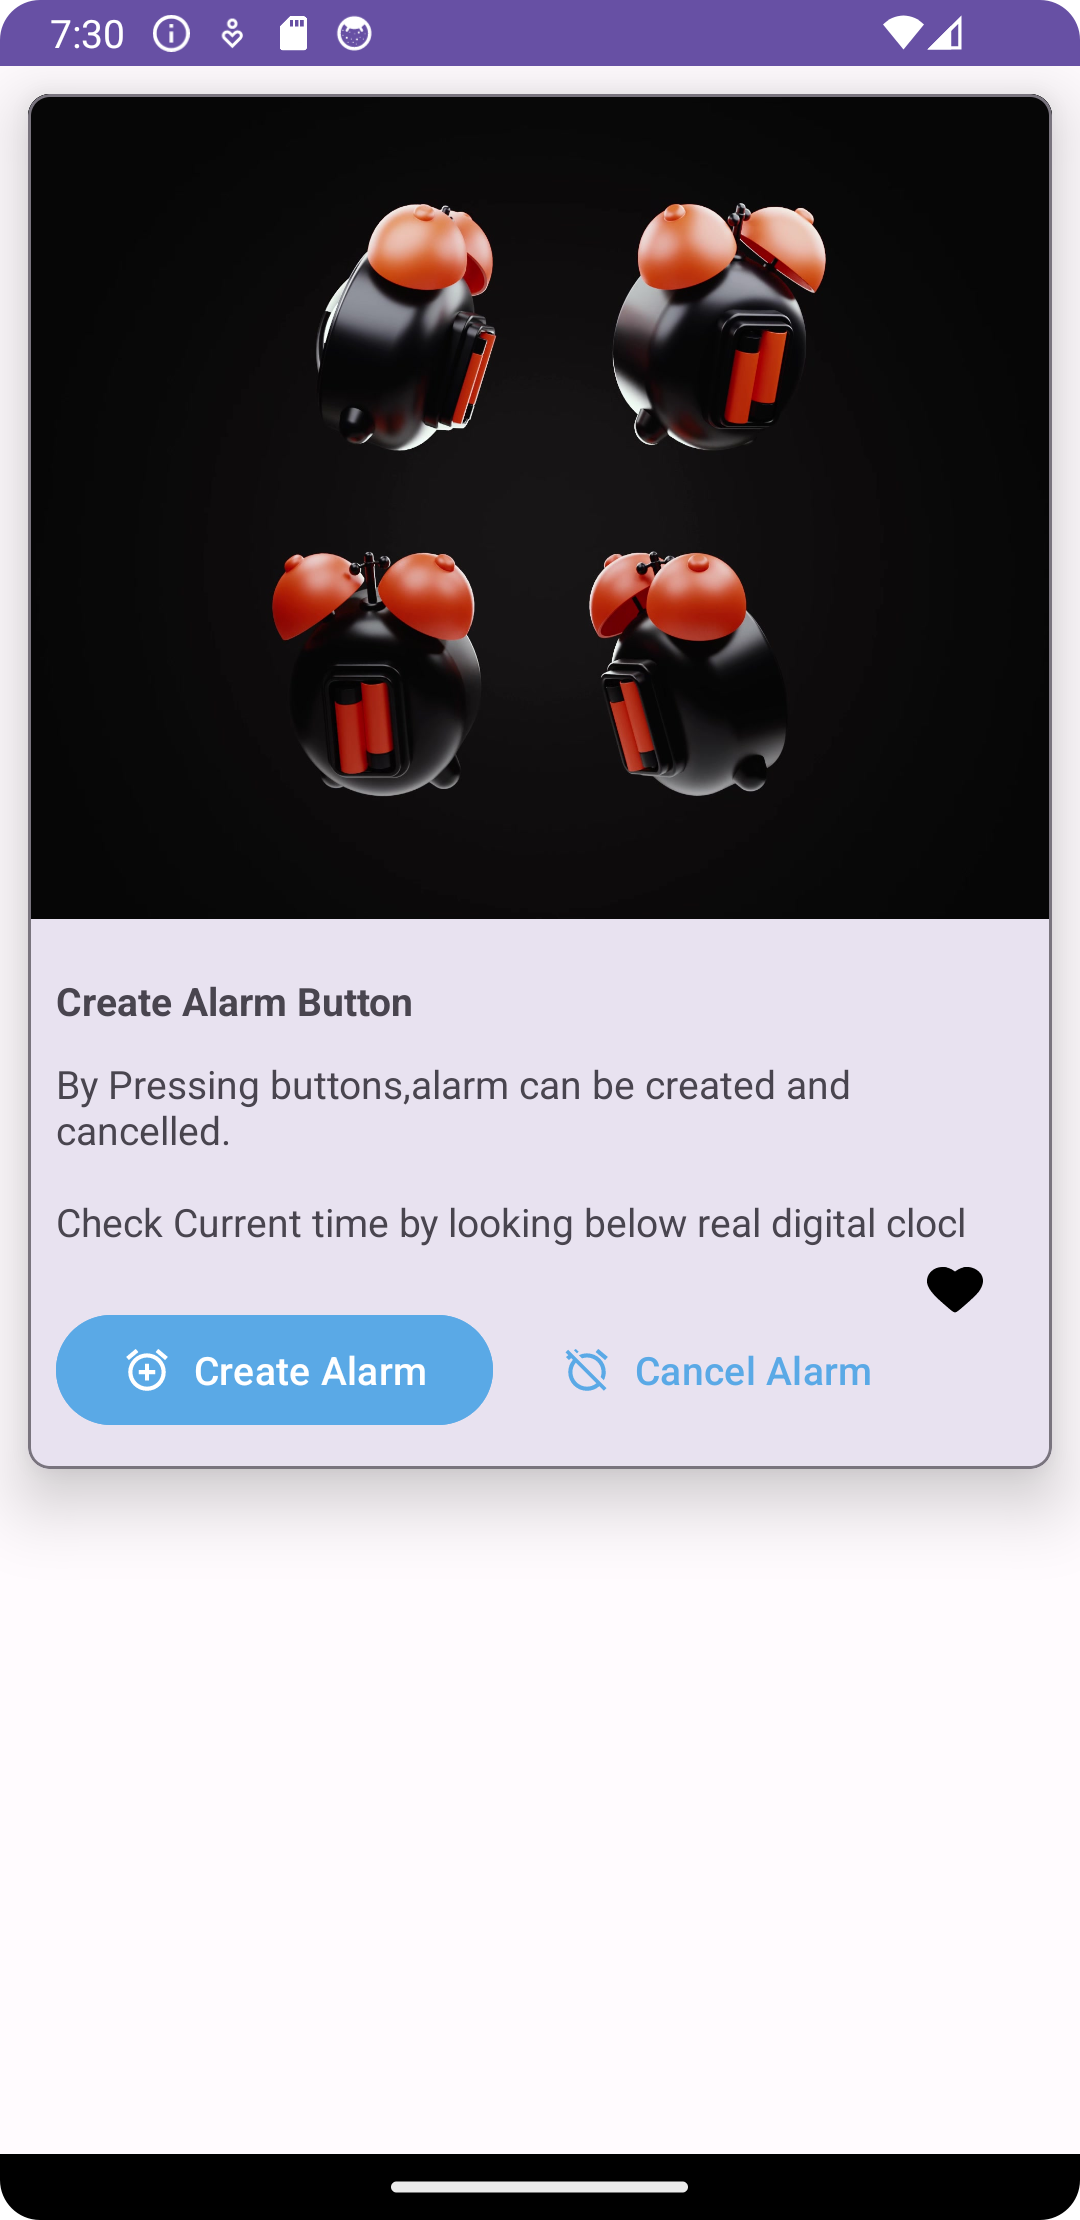 7:30
Create Alarm Button
By Pressing buttons,alarm can be created and
cancelled.
Check Current time by looking below real digital clocl
Create Alarm
Cancel Alarm